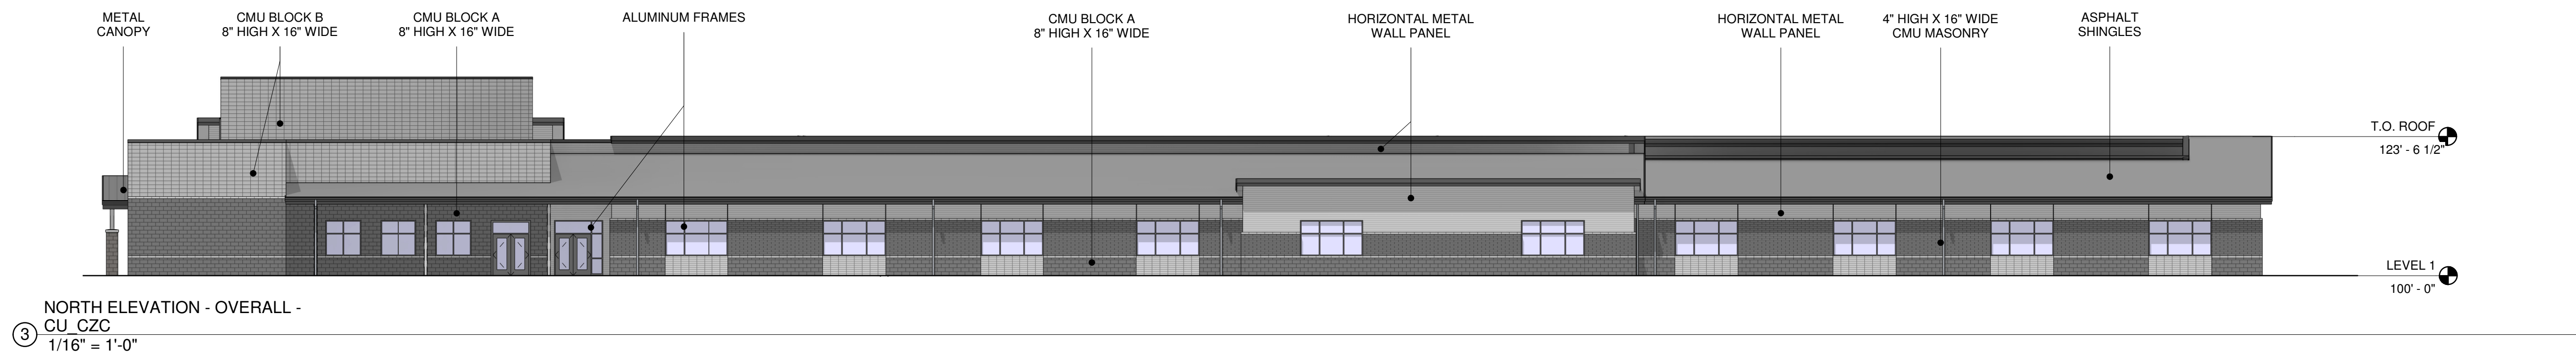 METAL
CANOPY
CMU BLOCK B
8" HIGH X 16" WIDE
CMU BLOCK A
8" HIGH X 16" WIDE
ALUMINUM FRAMES
CMU BLOCK A
8" HIGH X 16" WIDE
HORIZONTAL METAL
WALL PANEL
HORIZONTAL METAL
WALL PANEL
4" HIGH X 16" WIDE
CMU MASONRY
ASPHALT
SHINGLES
T.O. ROOF
123' - 6 1/2"
LEVEL 1
100' - 0"
3
NORTH ELEVATION - OVERALL -
CU_CZC
1/16" = 1'-0"